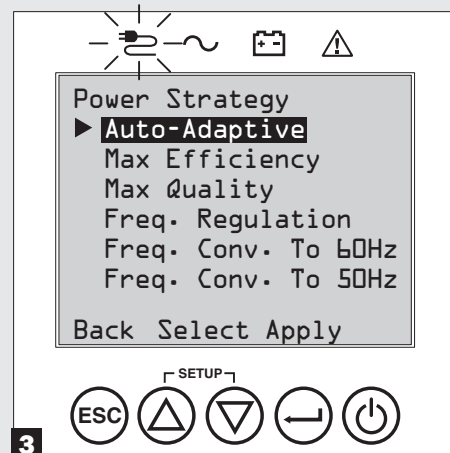 Power Strategy
Auto-Adaptive
Max Efficiency
Max Quality
Freq. Regulation
Freq. Conv. To 60Hz
Freq. Conv. To 50Hz
Back Select Apply
SETUP
ESC
3